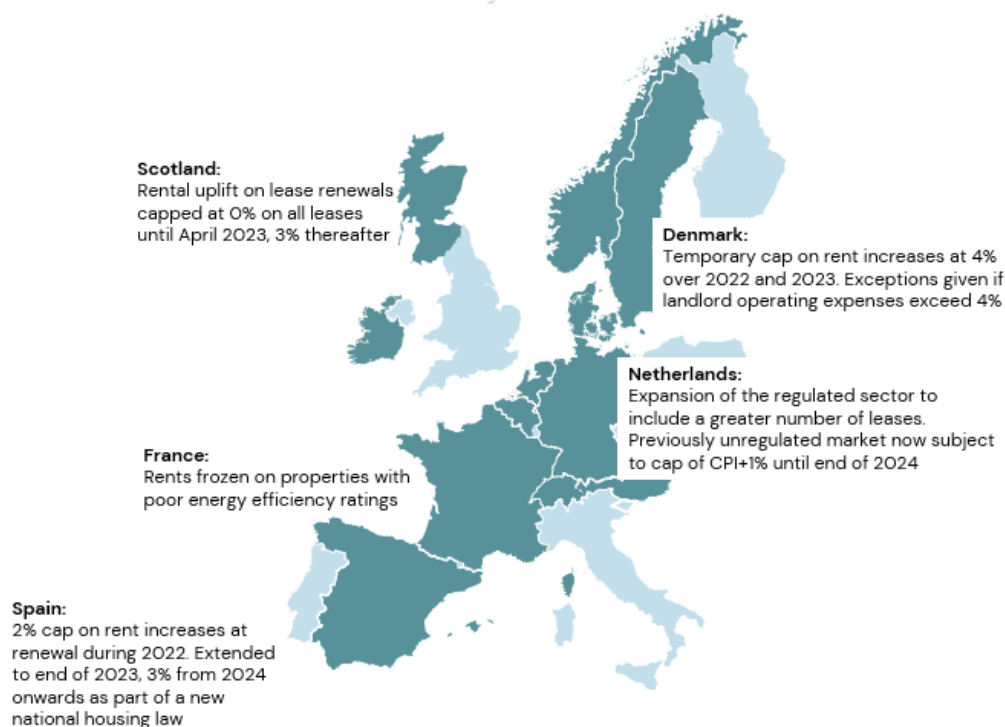 Scotland:
Rental uplift on lease renewals
capped at 0% on all leases
until April 2023, 3% thereafter
Denmark:
Temporary cap on rent increases at 4%
over 2022 and 2023. Exceptions given if
landlord operating expenses exceed 4%
Netherlands:
Expansion of the regulated sector to
include a greater number of leases.
Previously unregulated market now subject
to cap of CPI+1% until end of 2024
France:
Rents frozen on properties with
poor energy efficiency ratings
Spain:
2% cap on rent increases at
renewal during 2022. Extended
to end of 2023, 3% from 2024
onwards as part of a new
national housing law